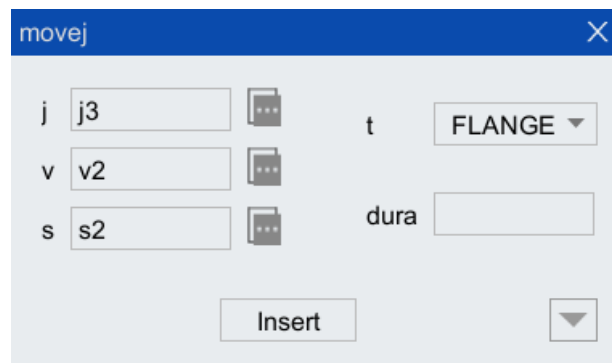 movej
j j3
v v2
s s2
t FLANGE
dura
Insert